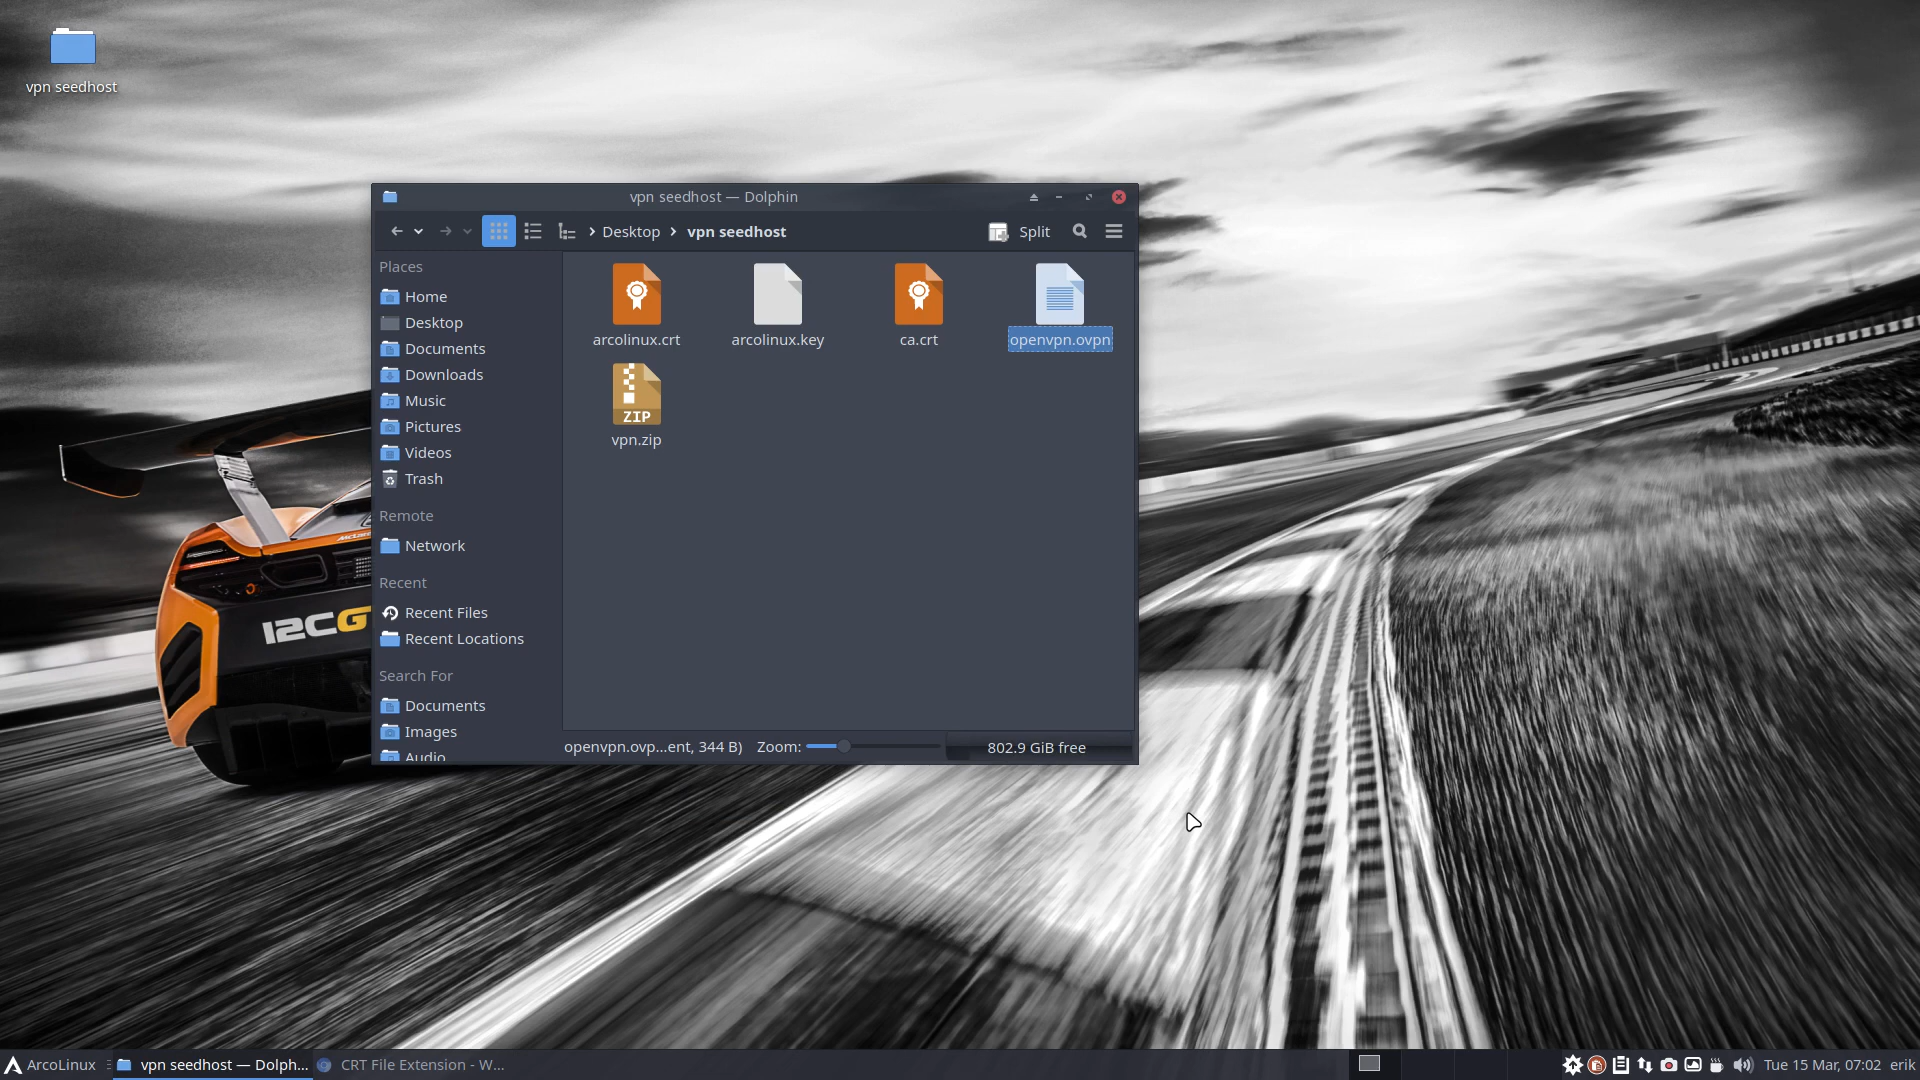 vpn seedhost
vpn seedhost — Dolphin
Desktop
vpn seedhost
Split
Places
Home
Desktop
Documents
Downloads
Music
Pictures
Videos
Trash
Remote
Network
Recent
Recent Files
Recent Locations
Search For
Documents
Images
Audio
arcolinux.crt
arcolinux.key
ca.crt
openvpn.ovpn
ZIP
vpn.zip
openvpn.ovp...ent, 344 B)
Zoom:
802.9 GiB free
12CG
ArcoLinux
vpn seedhost — Dolph...
CRT File Extension - W...
Tue 15 Mar, 07:02
erik